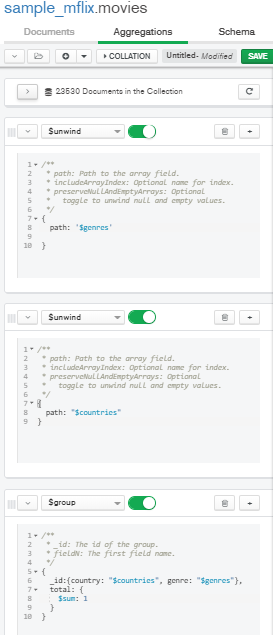 sample_mflix.movies
Documents Aggregations Schema
COLLATION Untitled- Modified SAVE
23530 Documents in the Collection
$unwind
1 /**
2 * path: Path to the array field.
3 * includeArrayIndex: Optional name for index.
4 * preserveNullAndEmptyArrays: Optional
5 * toggle to unwind null and empty values.
6 */
7 {
8 path: '$genres'
9
10 }
$unwind
1 /**
2 * path: Path to the array field.
3 * includeArrayIndex: Optional name for index.
4 * preserveNullAndEmptyArrays: Optional
5 * toggle to unwind null and empty values.
6 */
7 {
8 path: "$countries"
9 }
$group
1 /**
2 * _id: The id of the group.
3 * fieldN: The first field name.
4 */
5 {
6 _id:{country: "$countries", genre: "$genres"},
7 total: {
8 $sum: 1
9 }
10 }